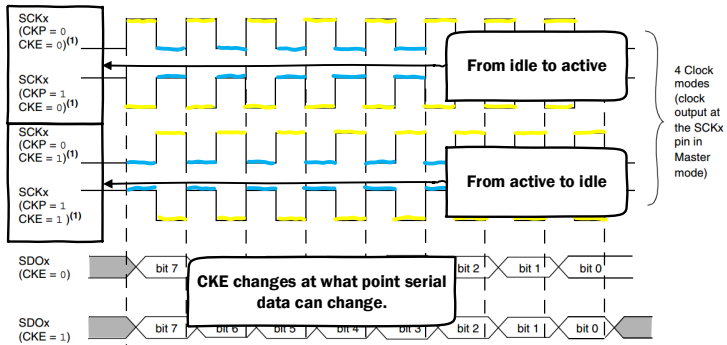 SCKx
(CKP = 0
CKE = 0)(1)
From idle to active
SCKx
(CKP = 1
CKE = 0)(1)
4 Clock
modes
(clock
output at
the SCKx
pin in
Master
mode)
SCKx
(CKP = 0
CKE = 1)(1)
From active to idle
SCKx
(CKP = 1
CKE = 1 )(1)
SDOx
(CKE = 0)
bit 7
bit 2
bit 1
bit 0
CKE changes at what point serial
data can change.
SDOx
(CKE = 1)
bit 7
bit 6
bit 5
bit 4
bit 3
bit 2
bit 1
bit 0